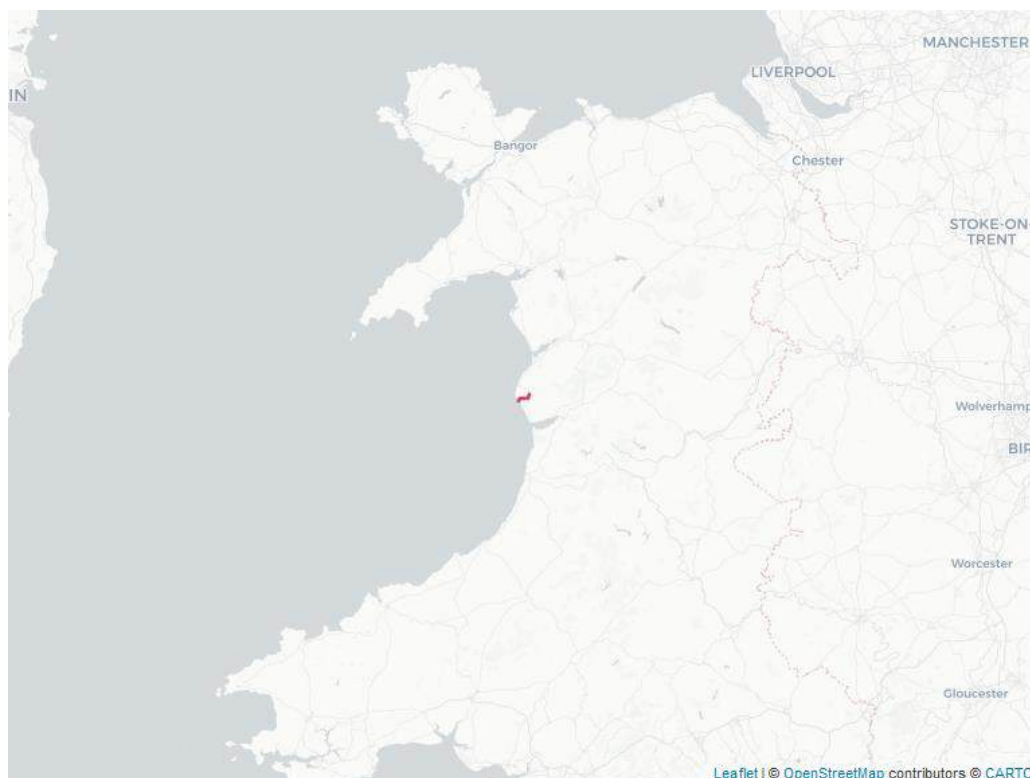 MANCHESTER
LIVERPOOL
IN
Bangor
Chester
STOKE-ON-
TRENT
Wolverhamp
BIR
Worcester
Gloucester
Leaflet | © OpenStreetMap contributors © CARTO